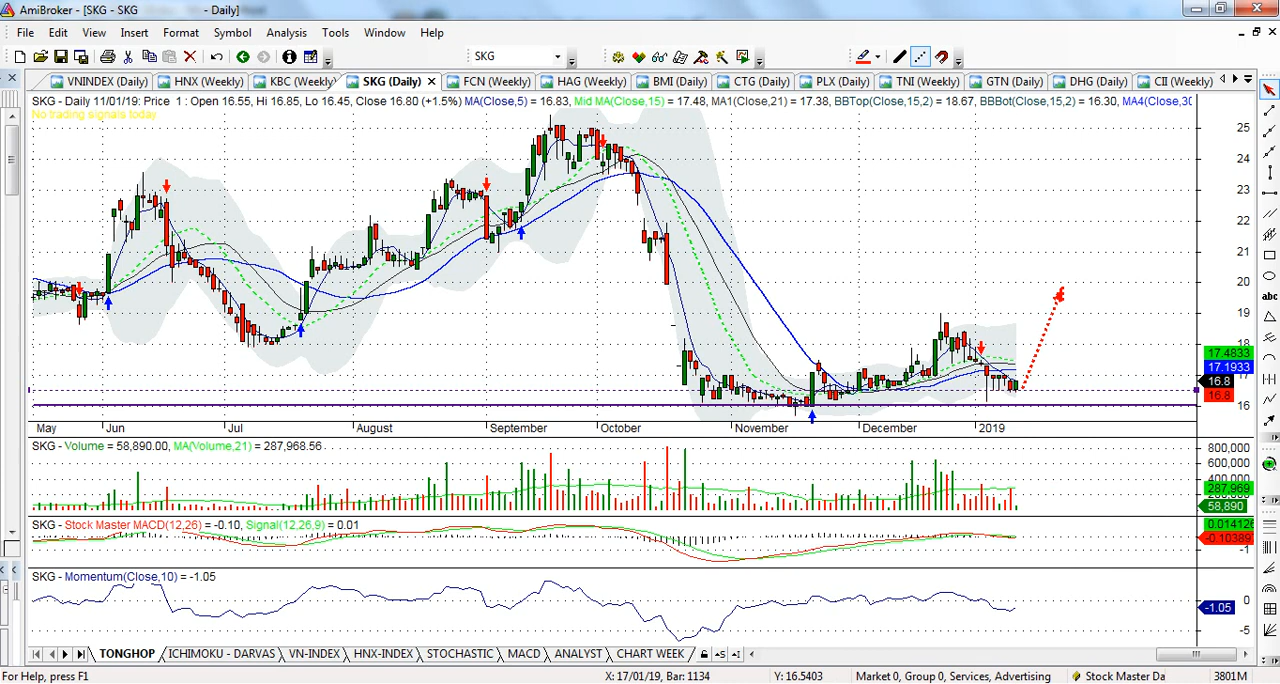 AmiBroker - [SKG - SKG - Daily]
File Edit View Insert Format Symbol Analysis Tools Window Help
SKG
VNINDEX (Daily) HNX (Weekly) KBC (Weekly) SKG (Daily) FCN (Weekly) HAG (Weekly) BMI (Daily) CTG (Daily) PLX (Daily) TNI (Weekly) GTN (Daily) DHG (Daily) CII (Weekly)
SKG - Daily 11/01/19: Price 1 : Open 16.55, Hi 16.85, Lo 16.45, Close 16.80 (+1.5%) MA(Close,5) = 16.83, Mid MA(Close,15) = 17.48, MA1(Close,21) = 17.38, BBTop(Close,15,2) = 18.67, BBBot(Close,15,2) = 16.30, MA4(Close,30
No trading signals today
25
24
23
22
21
20
19
18
17.4833
17.1933
17
16.8
16.8
16
May Jun Jul August September October November December 2019
SKG - Volume = 58,890.00, MA(Volume,21) = 287,968.56
800,000
600,000
400,000
287,969
58,890
SKG - Stock Master MACD(12,26) = -0.10, Signal(12,26,9) = 0.01
0.014126
-0.103897
-1
SKG - Momentum(Close,10) = -1.05
0
-1.05
-5
TONGHOP ICHIMOKU - DARVAS VN-INDEX HNX-INDEX STOCHASTIC MACD ANALYST CHART WEEK
abc
For Help, press F1 X: 17/01/19, Bar: 1134 Y: 16.5403 Market 0, Group 0, Services, Advertising Stock Master Da 3801M